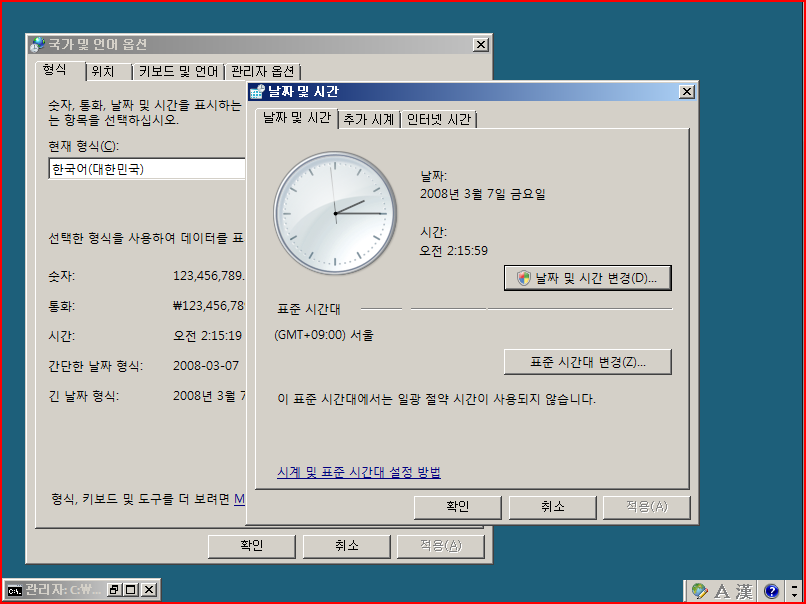 국가 및 언어 옵션
형식 위치 키보드 및 언어 관리자 옵션
숫자, 통화, 날짜 및 시간을 표시하는
는 항목을 선택하십시오.
현재 형식(C):
한국어(대한민국)
선택한 형식을 사용하여 데이터를 표
숫자: 123,456,789.
통화: ₩123,456,789
시간: 오전 2:15:19
간단한 날짜 형식: 2008-03-07
긴 날짜 형식: 2008년 3월 7
형식, 키보드 및 도구를 더 보려면 M
확인 취소 적용(A)
날짜 및 시간
날짜 및 시간 추가 시계 인터넷 시간
날짜:
2008년 3월 7일 금요일
시간:
오전 2:15:59
날짜 및 시간 변경(D)...
표준 시간대
(GMT+09:00) 서울
표준 시간대 변경(Z)...
이 표준 시간대에서는 일광 절약 시간이 사용되지 않습니다.
시계 및 표준 시간대 설정 방법
확인 취소 적용(A)
관리자: C:₩...
A 漢 ?